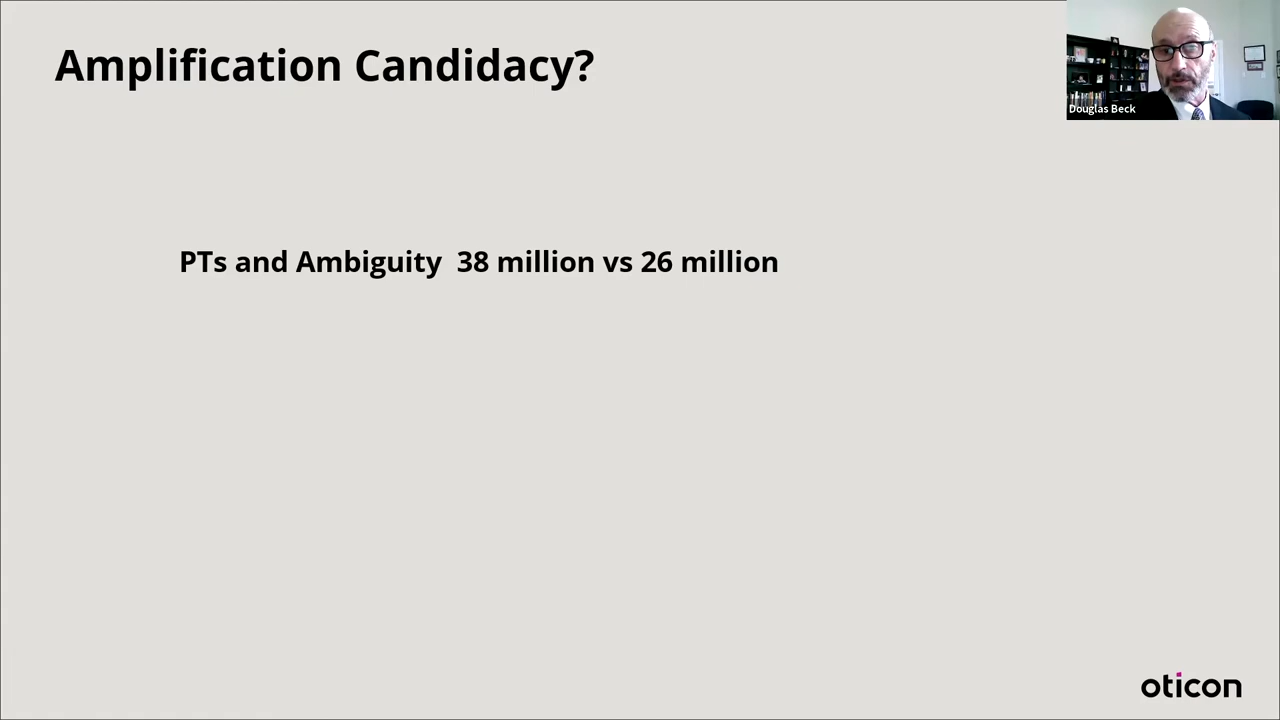 Amplification Candidacy?
Douglas Beck
PTs and Ambiguity 38 million vs 26 million
oticon